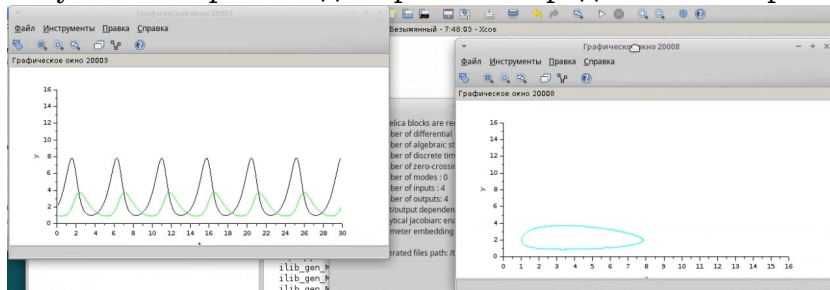 Графическое окно 20003
Файл Инструменты Правка Справка
Графическое окно 20003
y
16
14
12
10
8
6
4
2
0
0 2 4 6 8 10 12 14 16 18 20 22 24 26 28 30
Безымянный - 7:48:03 - Xcos
elica blocks are re
ber of differential
ber of algebraic st
ber of discrete tim
ber of zero-crossi
ber of modes : 0
ber of inputs : 4
ber of outputs: 4
t/output dependen
ytical Jacobian: ena
meter embedding
erated files path: /t
ilib_gen_M
ilib_gen_M
ilib_gen_M
Графическое окно 20008
Файл Инструменты Правка Справка
Графическое окно 20008
y
16
14
12
10
8
6
4
2
0
0 1 2 3 4 5 6 7 8 9 10 11 12 13 14 15 16